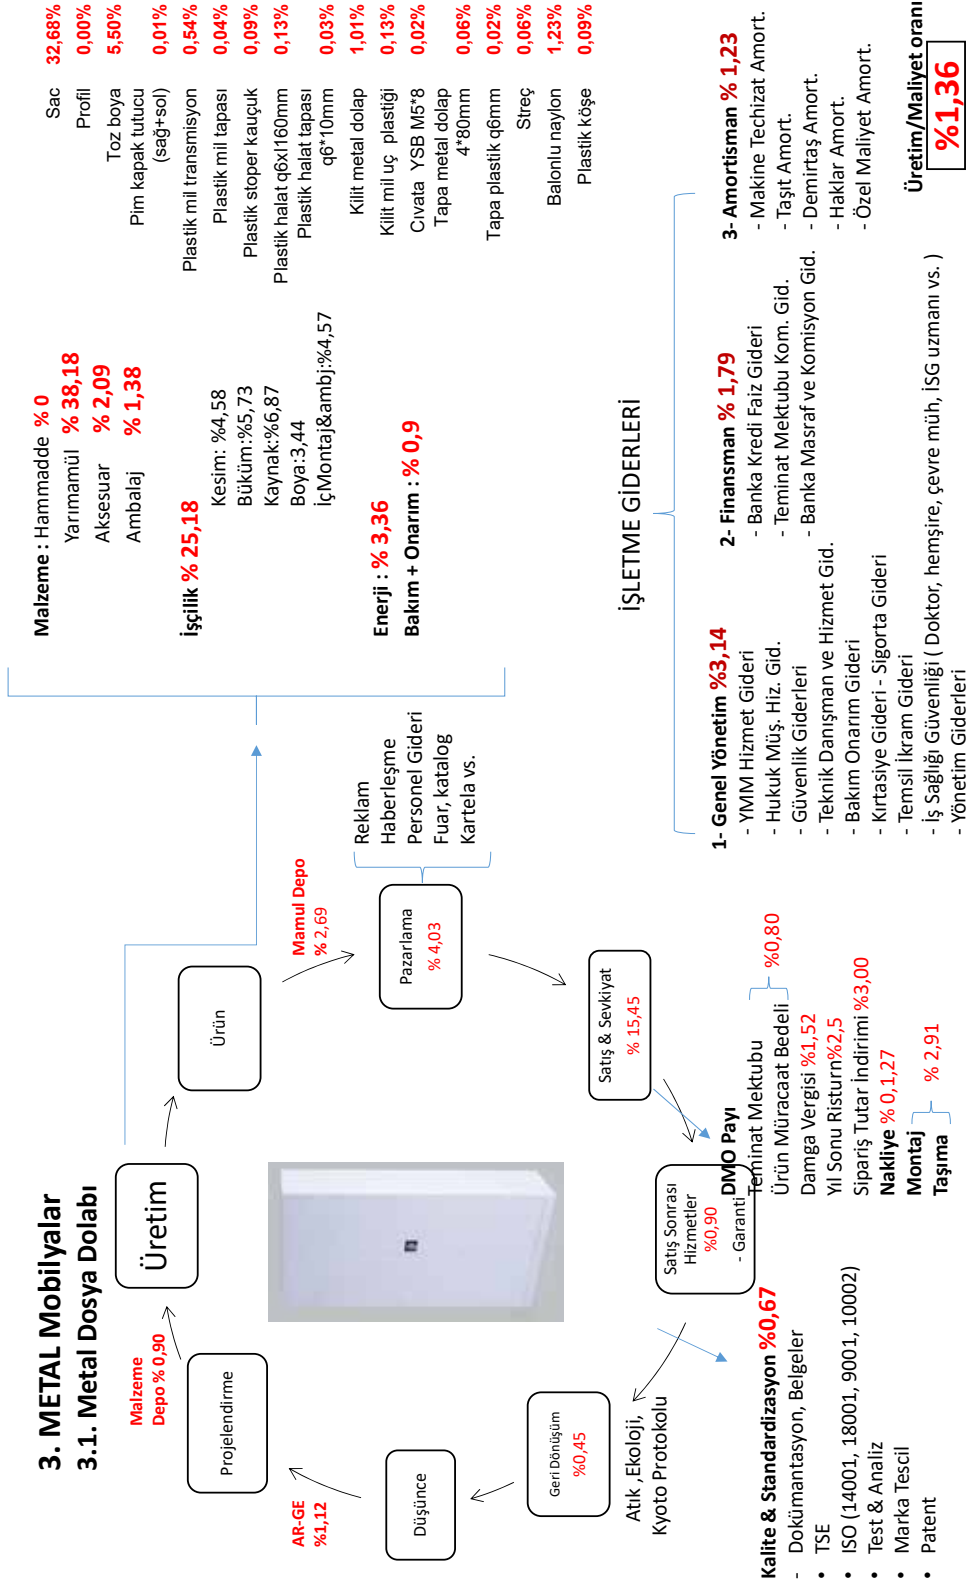 3. METAL Mobilyalar
3.1. Metal Dosya Dolabı
Malzeme
Depo % 0,90
Üretim
Ürün
Mamul Depo
% 2,69
Pazarlama
% 4,03
Reklam
Haberleşme
Personel Gideri
Fuar, katalog
Kartela vs.
Satış & Sevkiyat
% 15,45
Satış Sonrası
Hizmetler
%0,90
- Garanti
Geri Dönüşüm
%0,45
Atık ,Ekoloji,
Kyoto Protokolu
Düşünce
AR-GE
%1,12
Projelendirme
Malzeme : Hammadde % 0
Yarımamül % 38,18
Aksesuar % 2,09
Ambalaj % 1,38
İşçilik % 25,18
Kesim: %4,58
Büküm:%5,73
Kaynak:%6,87
Boya:3,44
İçMontaj&ambj:%4,57
Enerji : % 3,36
Bakım + Onarım : % 0,9
Sac 32,68%
Profil 0,00%
Toz boya 5,50%
Pim kapak tutucu
(sağ+sol) 0,01%
Plastik mil transmisyon 0,54%
Plastik mil tapası 0,04%
Plastik stoper kauçuk 0,09%
Plastik halat q6xl160mm 0,13%
Plastik halat tapası
q6*10mm 0,03%
Kilit metal dolap 1,01%
Kilit mil uç plastiği 0,13%
Cıvata YSB M5*8 0,02%
Tapa metal dolap
4*80mm 0,06%
Tapa plastik q6mm 0,02%
Streç 0,06%
Balonlu naylon 1,23%
Plastik köşe 0,09%
Kalite & Standardizasyon %0,67
- Dokümantasyon, Belgeler
• TSE
• ISO (14001, 18001, 9001, 10002)
• Test & Analiz
• Marka Tescil
• Patent
DMO Payı
Teminat Mektubu
Ürün Müracaat Bedeli
%0,80
Damga Vergisi %1,52
Yıl Sonu Risturn%2,5
Sipariş Tutar İndirimi %3,00
Nakliye % 0,1,27
Montaj
Taşıma
% 2,91
İŞLETME GİDERLERİ
1- Genel Yönetim %3,14
- YMM Hizmet Gideri
- Hukuk Müş. Hiz. Gid.
- Güvenlik Giderleri
- Teknik Danışman ve Hizmet Gid.
- Bakım Onarım Gideri
- Kırtasiye Gideri - Sigorta Gideri
- Temsil İkram Gideri
- İş Sağlığı Güvenliği ( Doktor, hemşire, çevre müh, İSG uzmanı vs. )
- Yönetim Giderleri
2- Finansman % 1,79
- Banka Kredi Faiz Gideri
- Teminat Mektubu Kom. Gid.
- Banka Masraf ve Komisyon Gid.
3- Amortisman % 1,23
- Makine Techizat Amort.
- Taşıt Amort.
- Demirtaş Amort.
- Haklar Amort.
- Özel Maliyet Amort.
Üretim/Maliyet oranı
%1,36